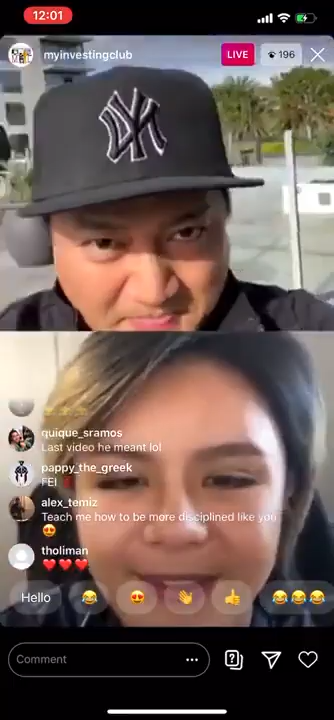 12:01
myinvestingclub
LIVE
196
NY
😂😂😂
quique_sramos
Last video he meant lol
pappy_the_greek
FEI
alex_temiz
Teach me how to be more disciplined like you
😍
tholiman
❤️❤️❤️
Hello 😂 😍 👏 👍 😂😂😂
Comment